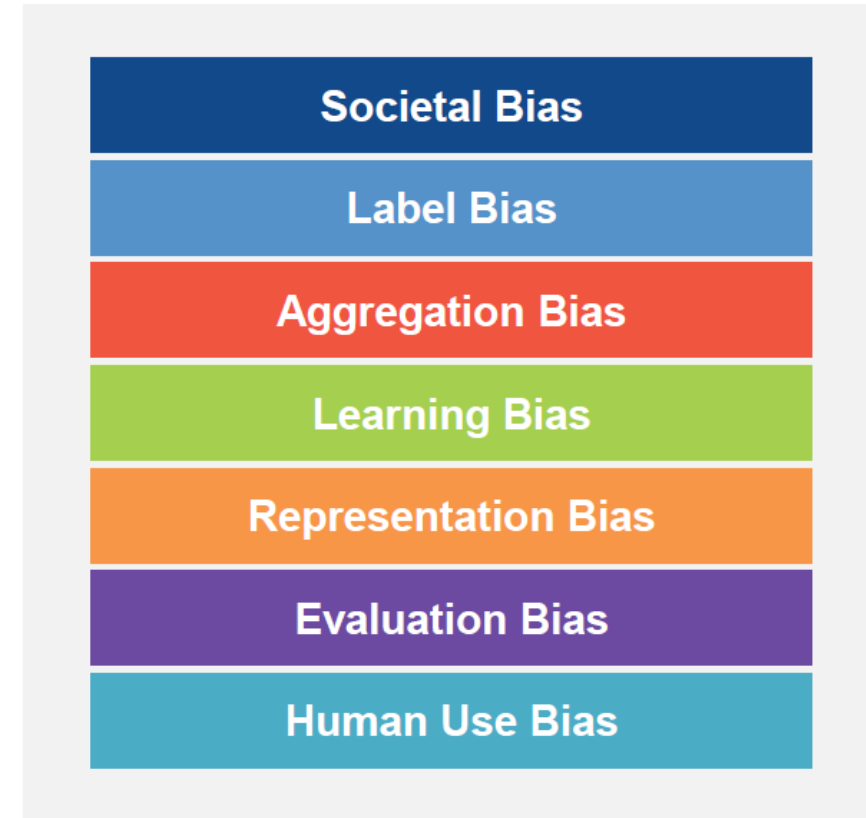 Societal Bias
Label Bias
Aggregation Bias
Learning Bias
Representation Bias
Evaluation Bias
Human Use Bias